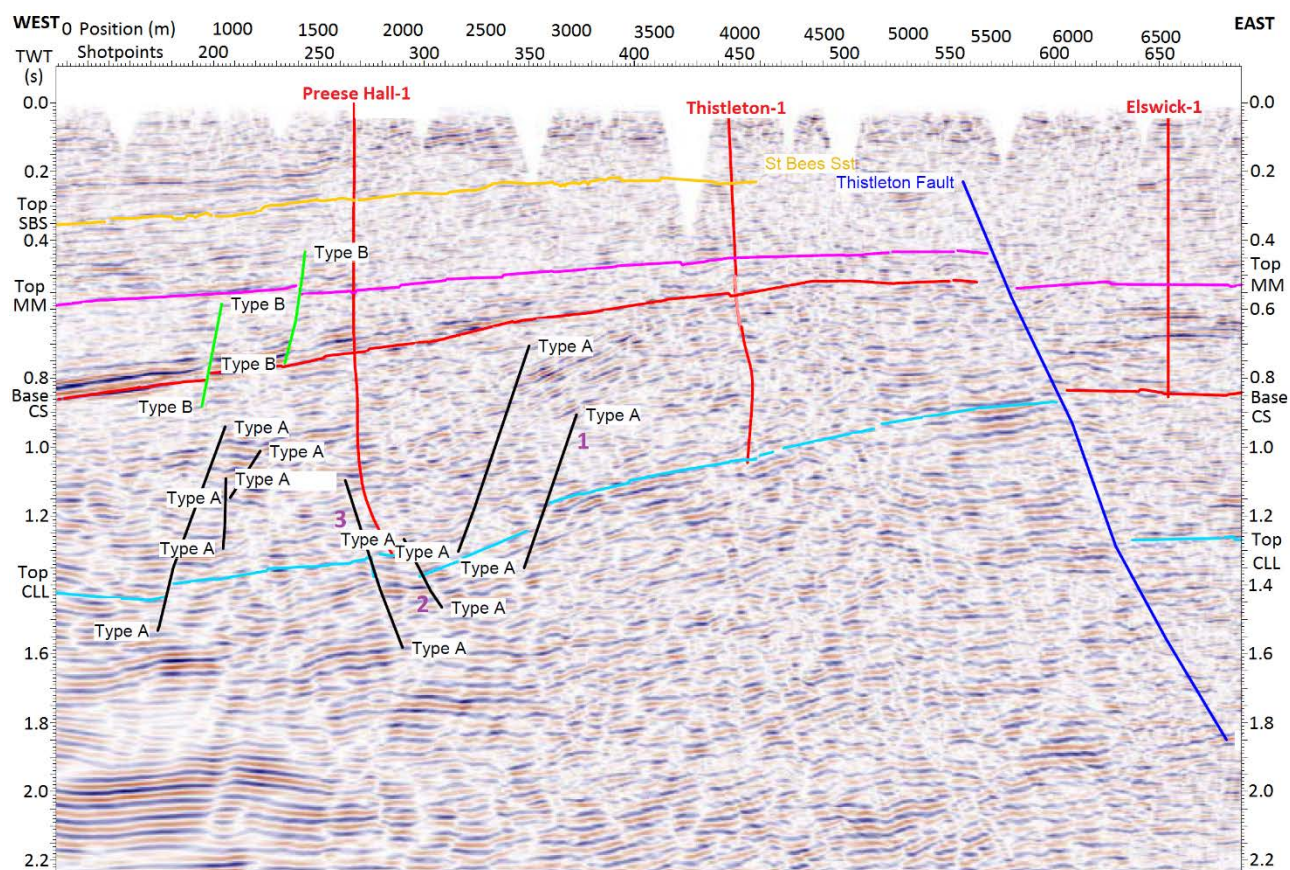 WEST 0 Position (m) 1000 2000 3000 3500 4000 4500 5000 5500 6000 6500 EAST
TWT Shotpoints 200 250 300 350 400 450 500 550 600 650
(s)
Preese Hall-1
Thistleton-1
Elswick-1
0.0 0.0
St Bees Sst
0.2 0.2
Thistleton Fault
Top
SBS
0.4 0.4
Type B
Top
MM
Top
MM
Type B
0.6 0.6
Type A
Type B
0.8 0.8
Base
CS
Base
CS
Type B
Type A
Type A
1
1.0 1.0
Type A
Type A
Type A
1.2 1.2
3
Type A
Type A
Type A
Top
CLL
Type A
Top
CLL
1.4 1.4
2
Type A
Type A
Type A
1.6 1.6
1.8 1.8
2.0 2.0
2.2 2.2